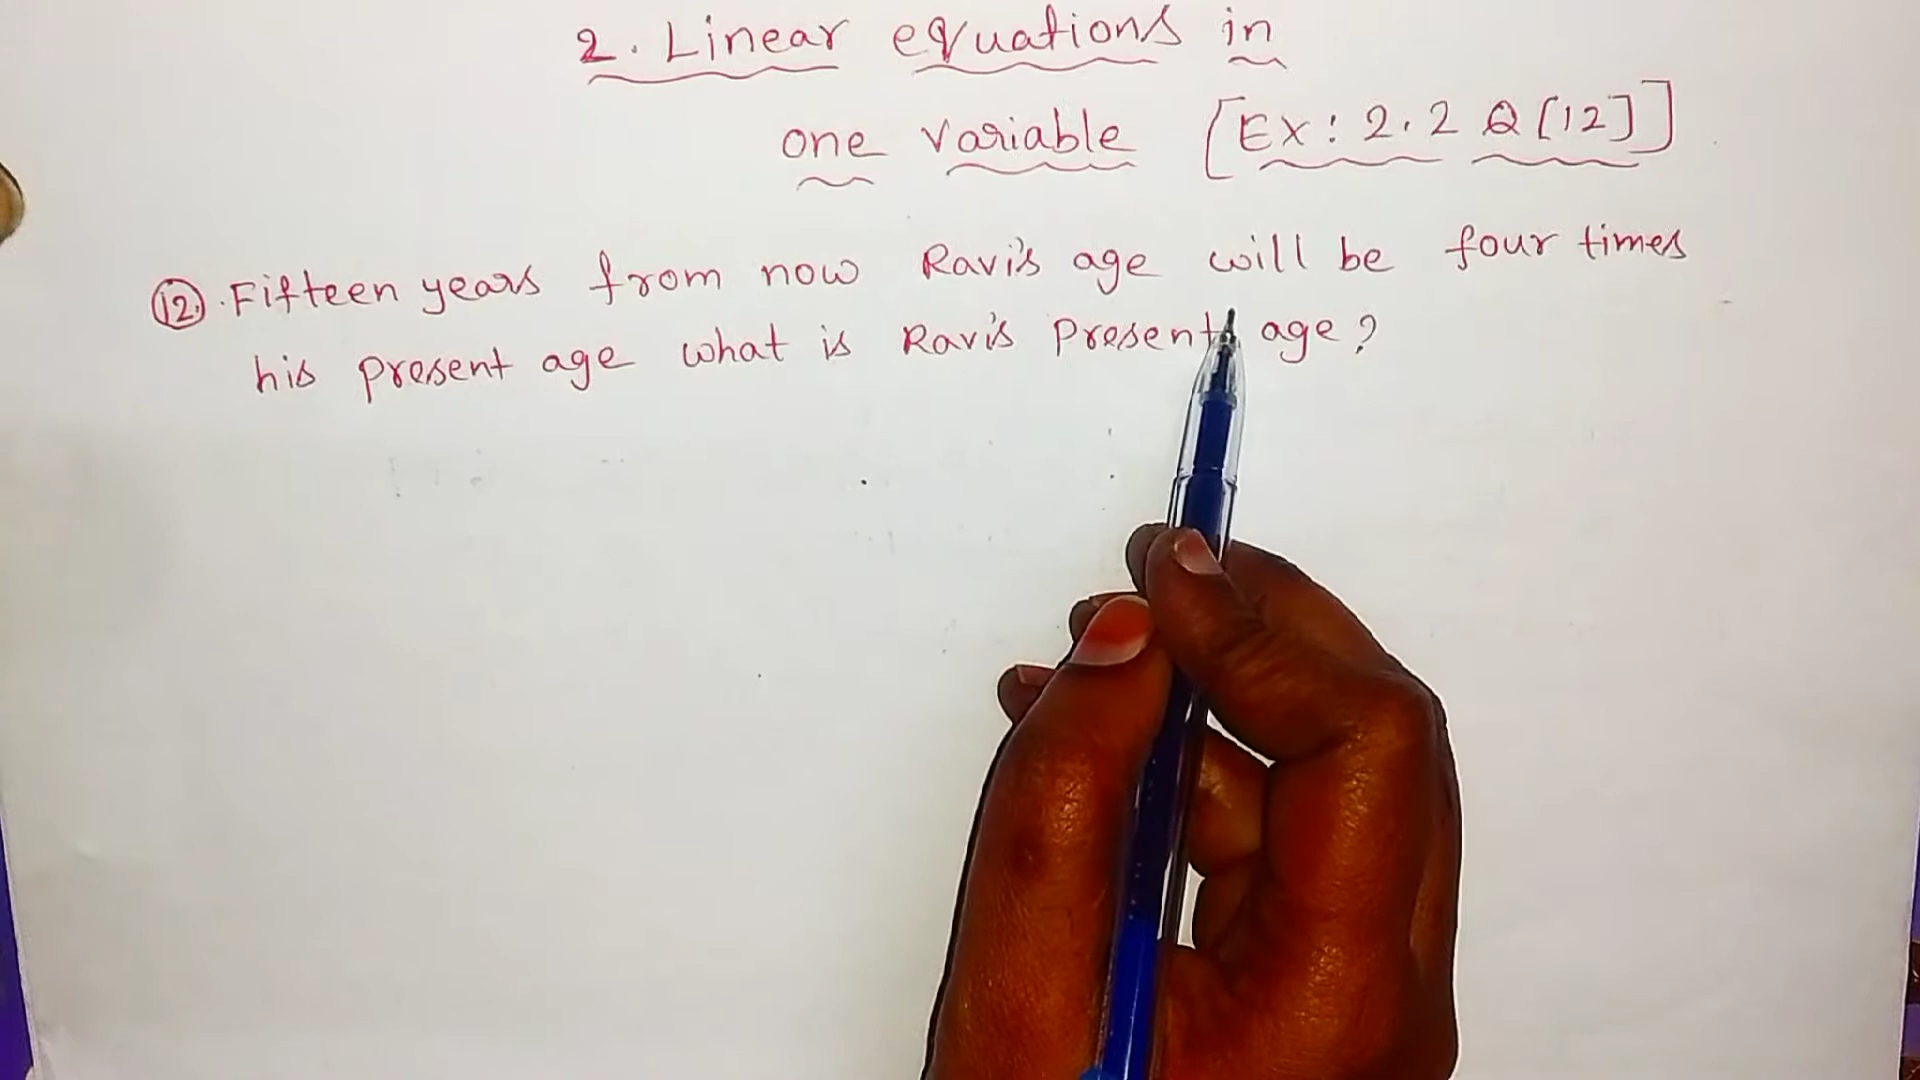 2. Linear equations in
one variable [Ex: 2.2 Q[12]]
12. Fifteen years from now Ravi's age will be four times
his present age what is Ravi's present age?